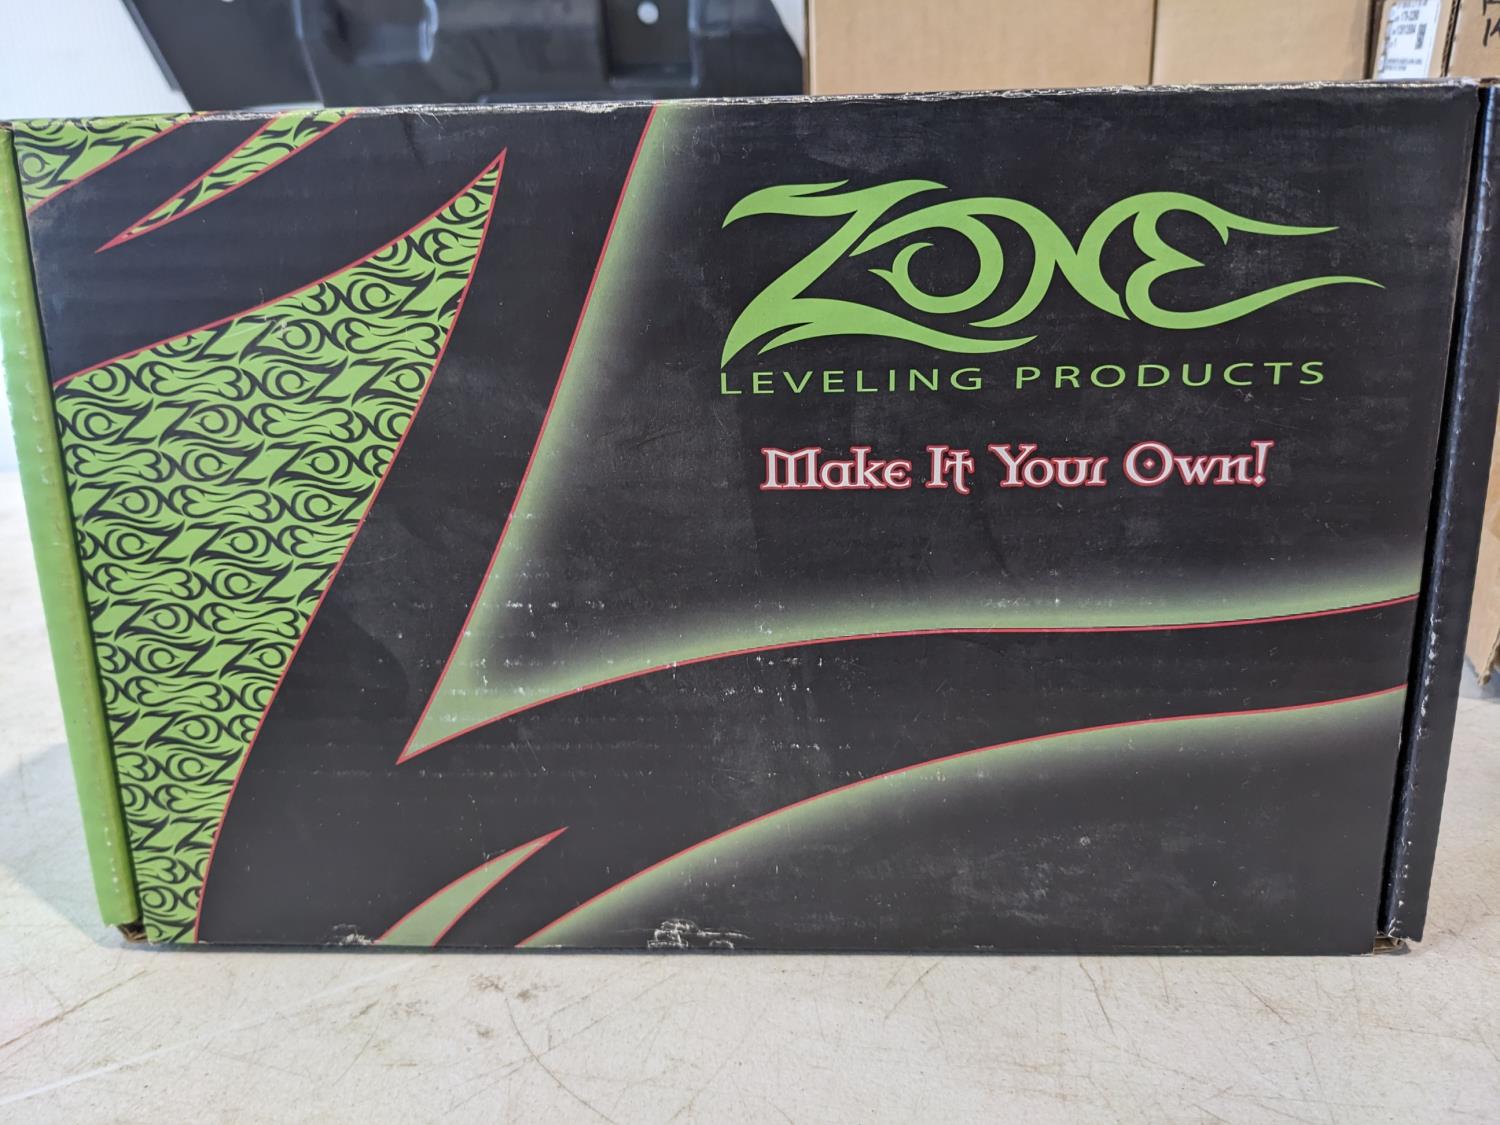 ZONE
LEVELING PRODUCTS
Make It Your Own!